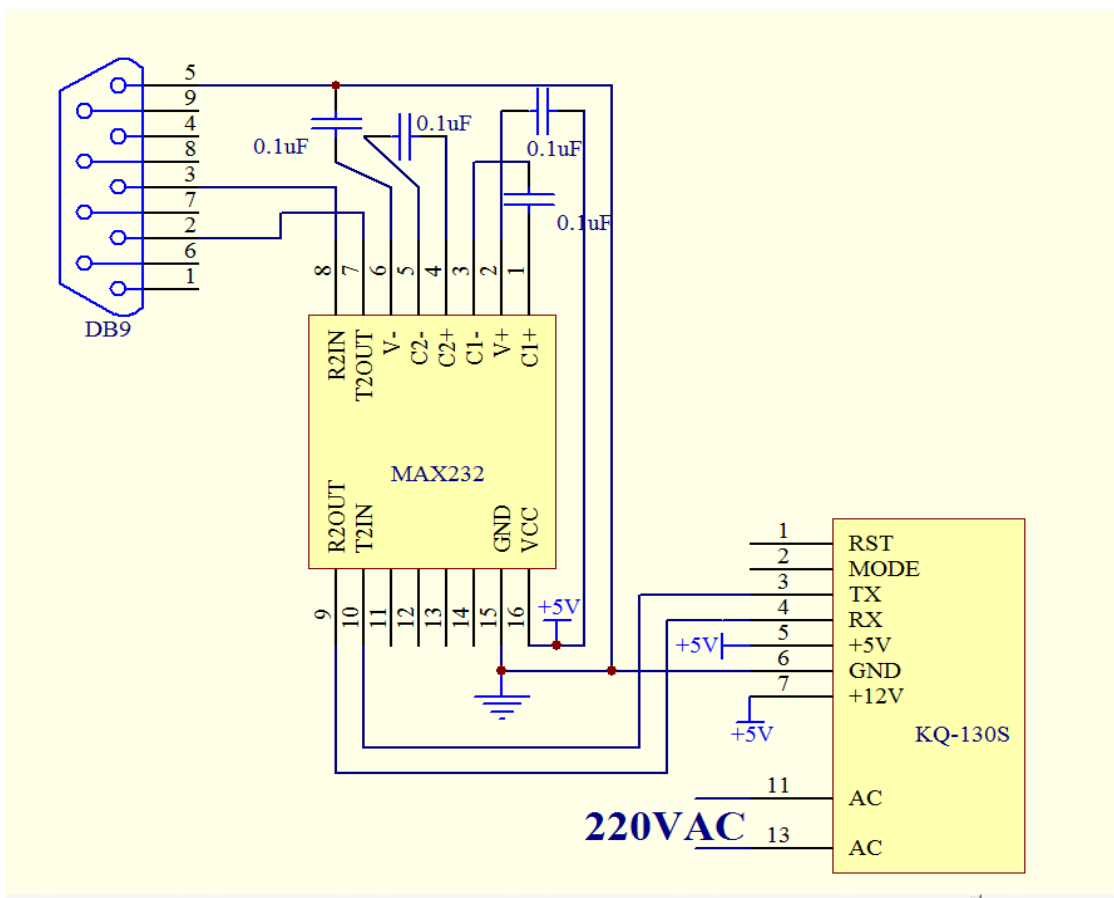 5
9
4
8
3
7
2
6
1
DB9
0.1uF
0.1uF
0.1uF
0.1uF
8
7
6
5
4
3
2
1
R2IN
T2OUT
V-
C2-
C2+
C1-
V+
C1+
MAX232
R2OUT
T2IN
GND
VCC
9
10
11
12
13
14
15
16
+5V
1
RST
2
MODE
3
TX
4
RX
+5V
5
+5V
6
GND
7
+12V
+5V
KQ-130S
220VAC
11
AC
13
AC